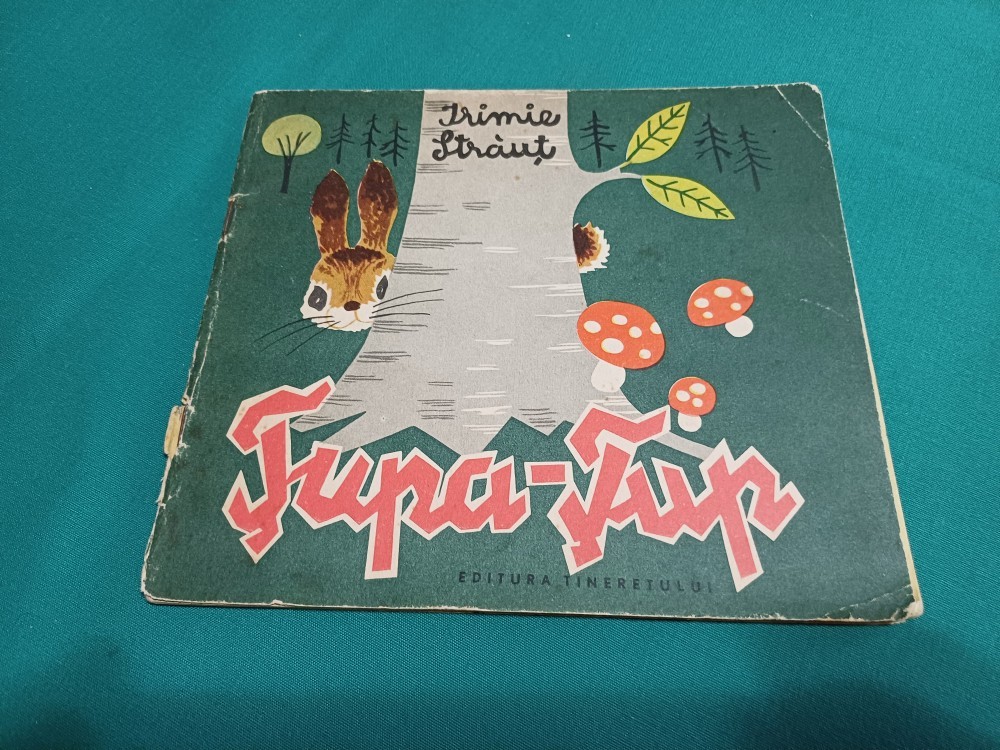 Irimie
Străuț
Țupa-Țup
EDITURA TINERETULUI